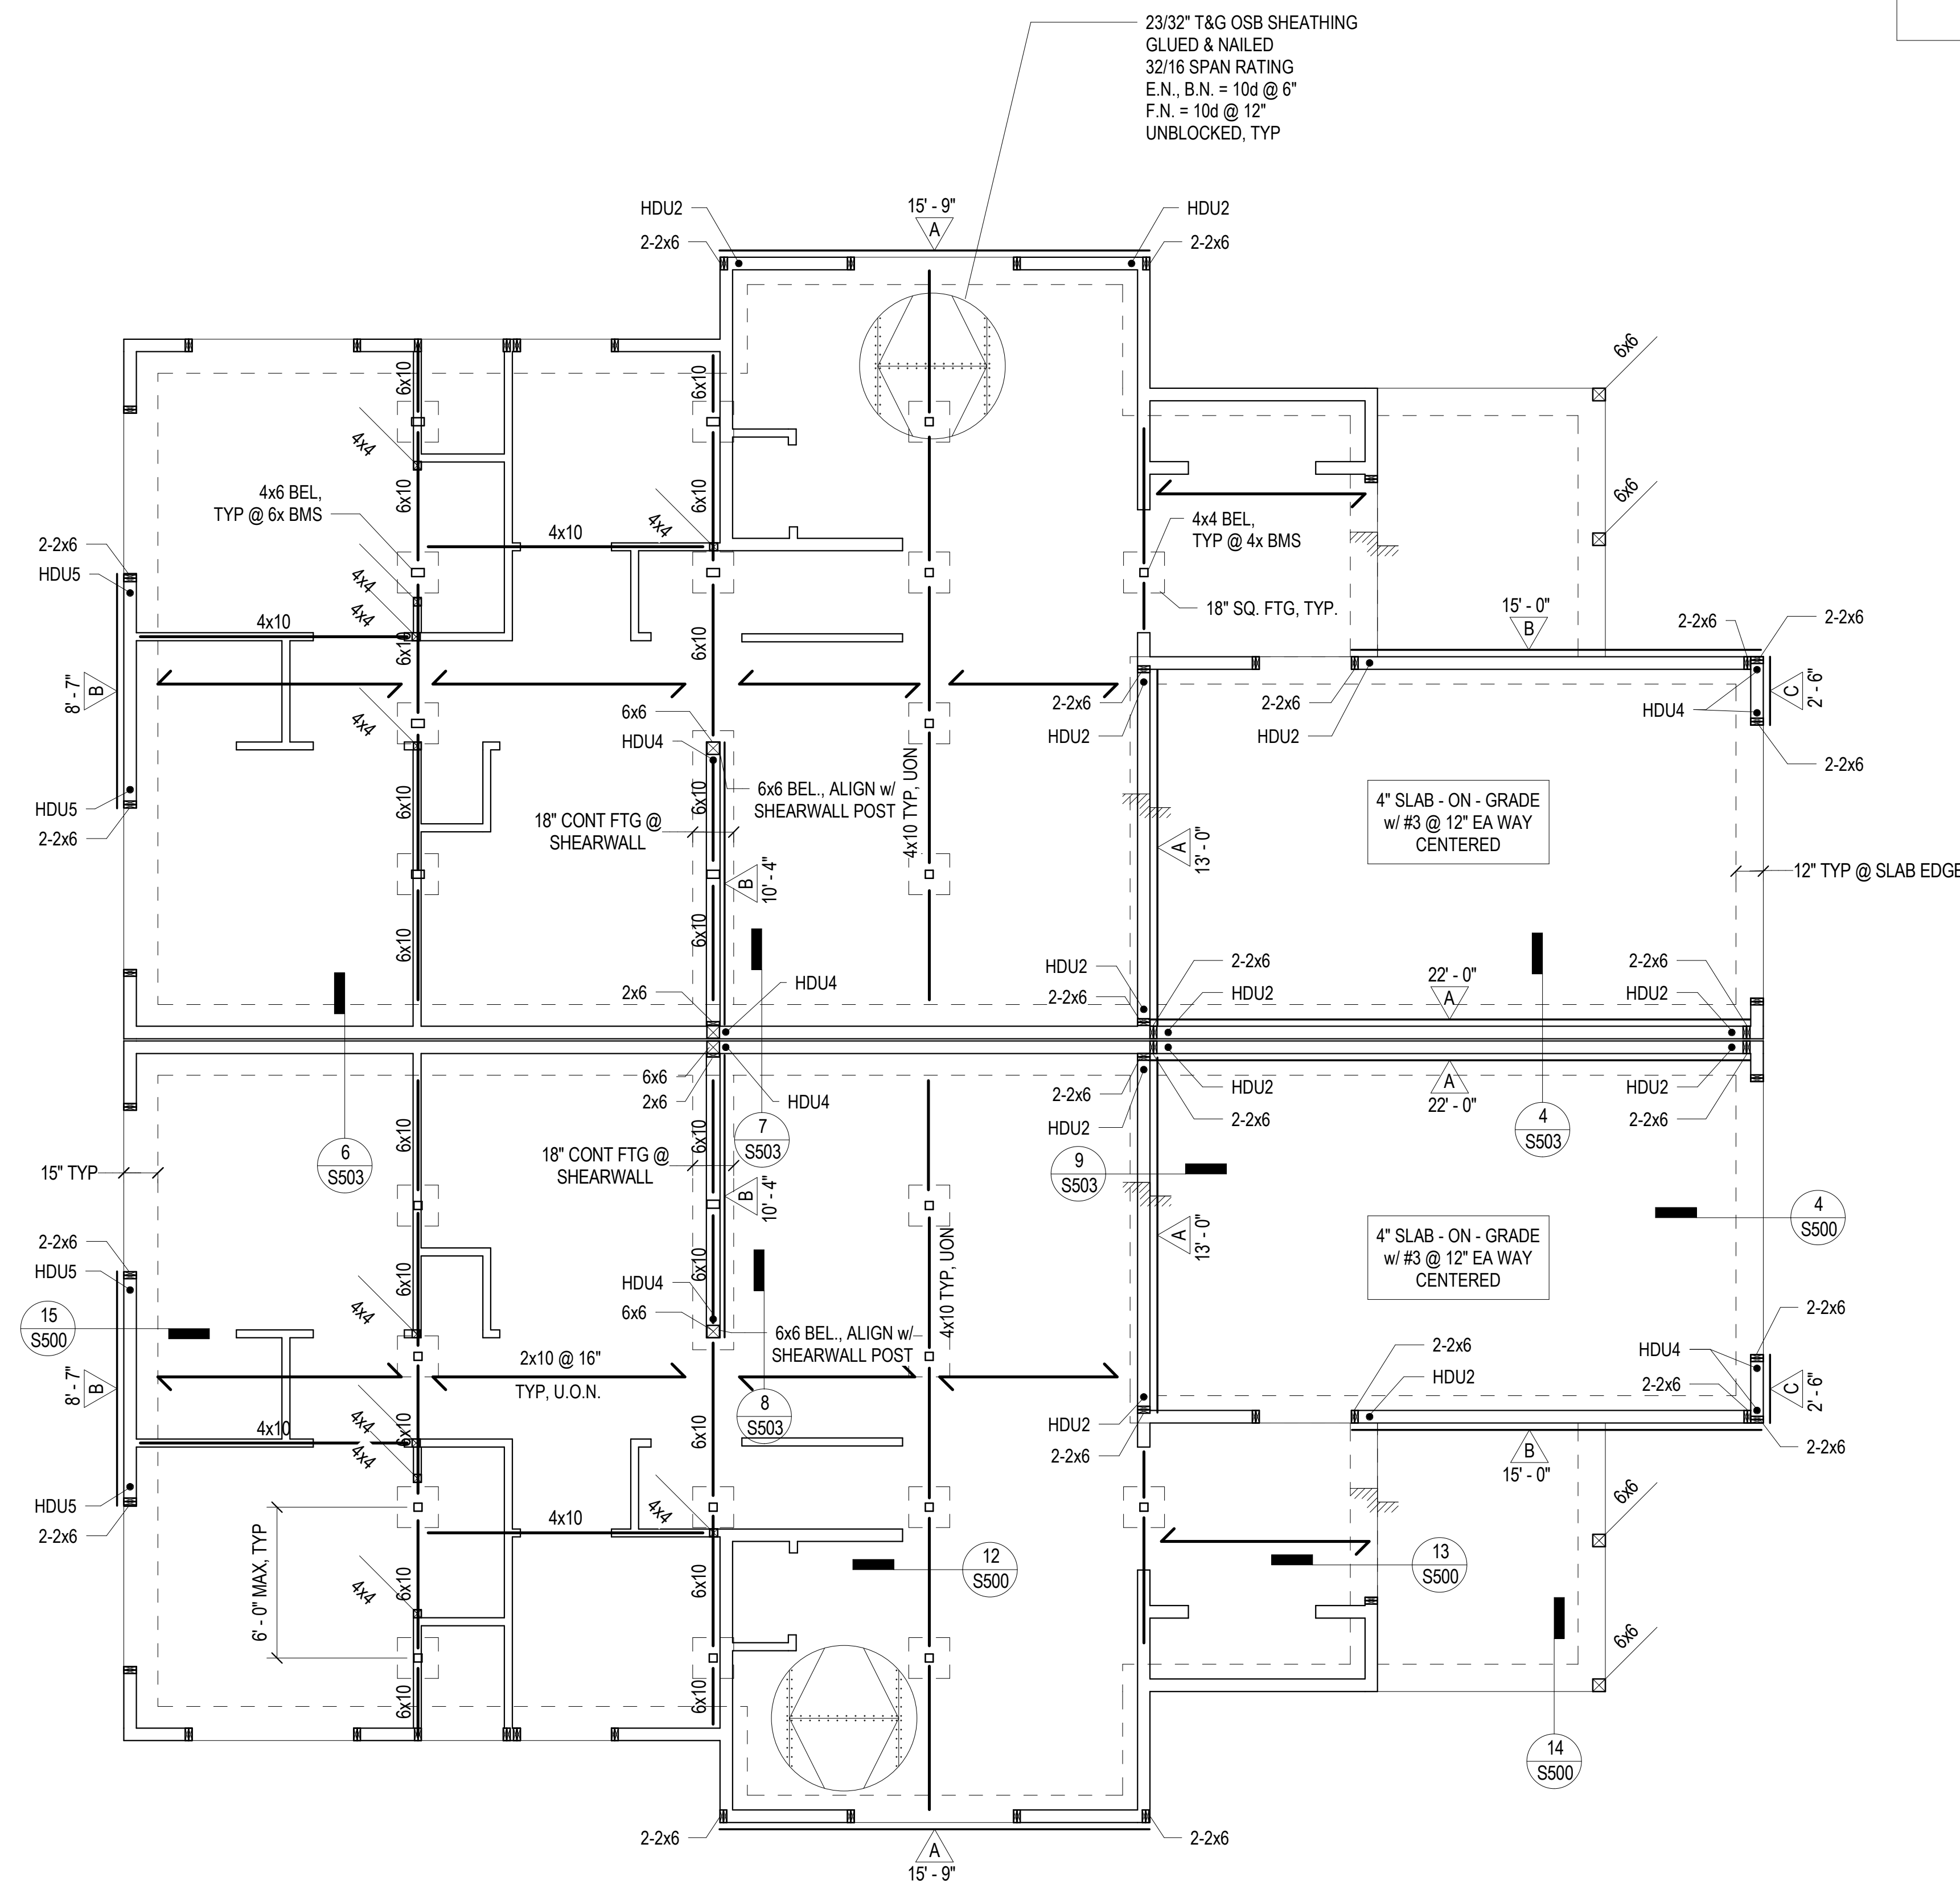 23/32" T&G OSB SHEATHING
GLUED & NAILED
32/16 SPAN RATING
E.N., B.N. = 10d @ 6"
F.N. = 10d @ 12"
UNBLOCKED, TYP
HDU2
2-2x6
15' - 9"
A
HDU2
2-2x6
6x10
6x10
6x6
4x4
4x6 BEL,
TYP @ 6x BMS
6x10
6x10
4x4
4x10
6x6
4x4 BEL,
TYP @ 4x BMS
2-2x6
HDU5
4x4
4x4
4x10
6x10
6x10
18" SQ. FTG, TYP.
15' - 0"
B
2-2x6
2-2x6
8' - 7"
B
4x4
6x6
HDU4
2-2x6
HDU2
2-2x6
HDU2
HDU4
C
2' - 6"
2-2x6
HDU5
2-2x6
6x10
6x10
6x6 BEL., ALIGN w/
SHEARWALL POST
4x10 TYP, UON
18" CONT FTG @
SHEARWALL
4" SLAB - ON - GRADE
w/ #3 @ 12" EA WAY
CENTERED
A
13' - 0"
12" TYP @ SLAB EDGE
B
10' - 4"
6x10
6x10
2x6
HDU4
HDU2
2-2x6
2-2x6
HDU2
22' - 0"
A
2-2x6
HDU2
6x6
2x6
HDU4
2-2x6
HDU2
HDU2
2-2x6
A
22' - 0"
HDU2
2-2x6
6
S503
7
S503
4
S503
15" TYP
6x10
6x10
18" CONT FTG @
SHEARWALL
B
10' - 4"
9
S503
A
13' - 0"
4
S500
2-2x6
HDU5
15
S500
4x4
6x10
6x10
HDU4
6x6
6x6 BEL., ALIGN w/
SHEARWALL POST
4x10 TYP, UON
4" SLAB - ON - GRADE
w/ #3 @ 12" EA WAY
CENTERED
2-2x6
8' - 7"
B
2x10 @ 16"
TYP, U.O.N.
8
S503
2-2x6
HDU2
HDU4
2-2x6
C
2' - 6"
4x10
4x4
4x4
6x10
6x10
HDU2
2-2x6
B
15' - 0"
2-2x6
HDU5
2-2x6
6' - 0" MAX, TYP
4x4
6x10
4x10
4x4
6x10
12
S500
13
S500
6x6
6x10
6x10
6x6
14
S500
2-2x6
A
15' - 9"
2-2x6